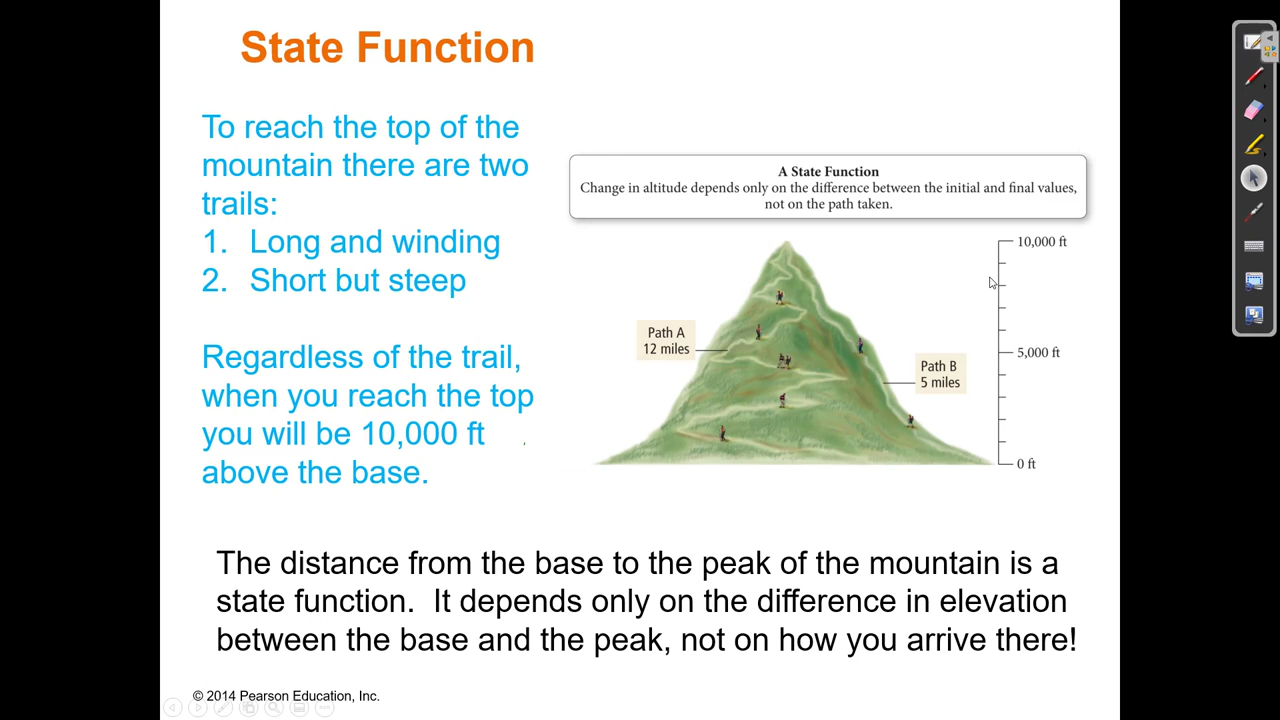 State Function
To reach the top of the
mountain there are two
trails:
1. Long and winding
2. Short but steep
Regardless of the trail,
when you reach the top
you will be 10,000 ft
above the base.
A State Function
Change in altitude depends only on the difference between the initial and final values,
not on the path taken.
10,000 ft
Path A
12 miles
5,000 ft
Path B
5 miles
0 ft
The distance from the base to the peak of the mountain is a
state function. It depends only on the difference in elevation
between the base and the peak, not on how you arrive there!
© 2014 Pearson Education, Inc.